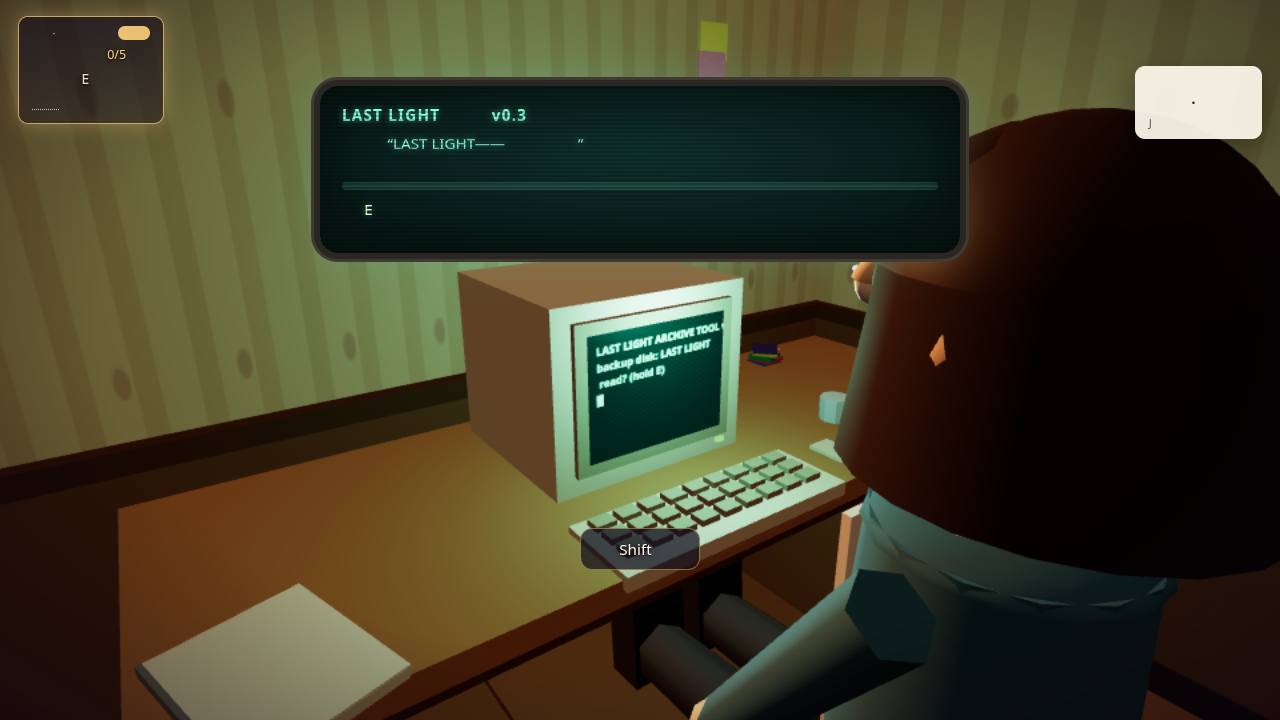 0/5
E
LAST LIGHT v0.3
“LAST LIGHT—— ”
E
J
LAST LIGHT ARCHIVE TOOL
backup disk: LAST LIGHT
read? (hold E)
Shift